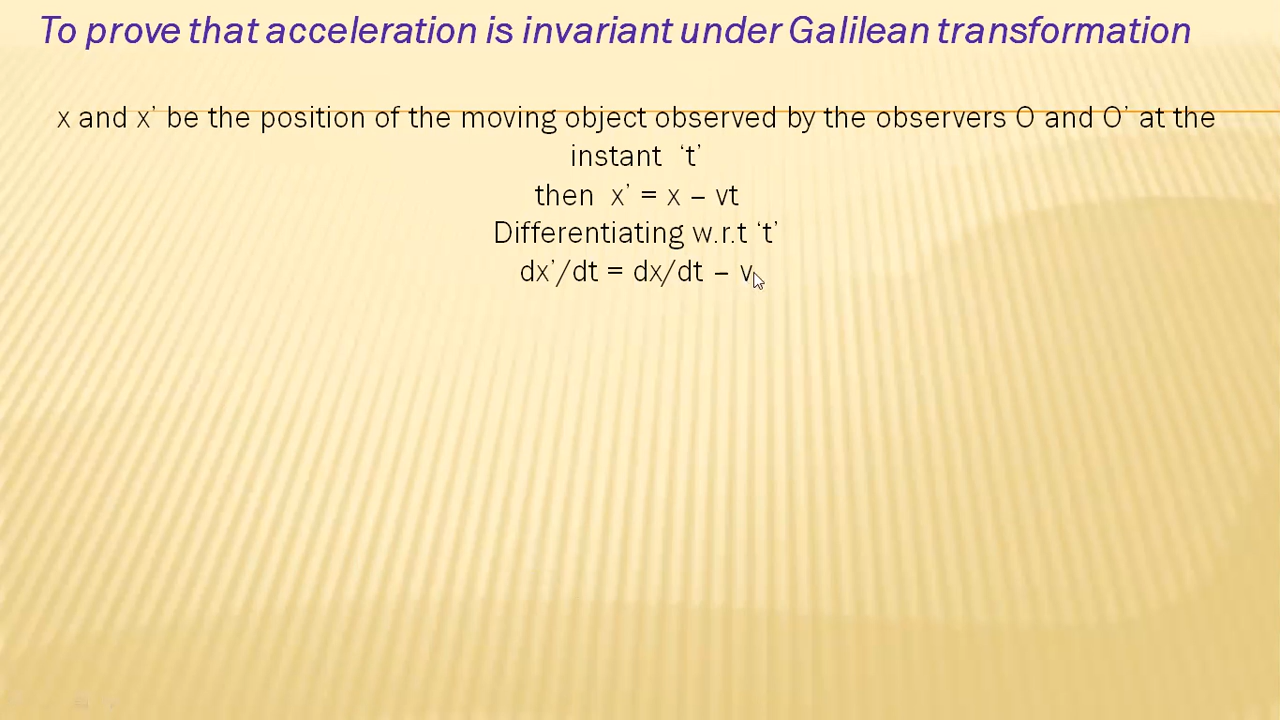 To prove that acceleration is invariant under Galilean transformation
x and x’ be the position of the moving object observed by the observers O and O’ at the
instant ‘t’
then x’ = x – vt
Differentiating w.r.t ‘t’
dx’/dt = dx/dt – v